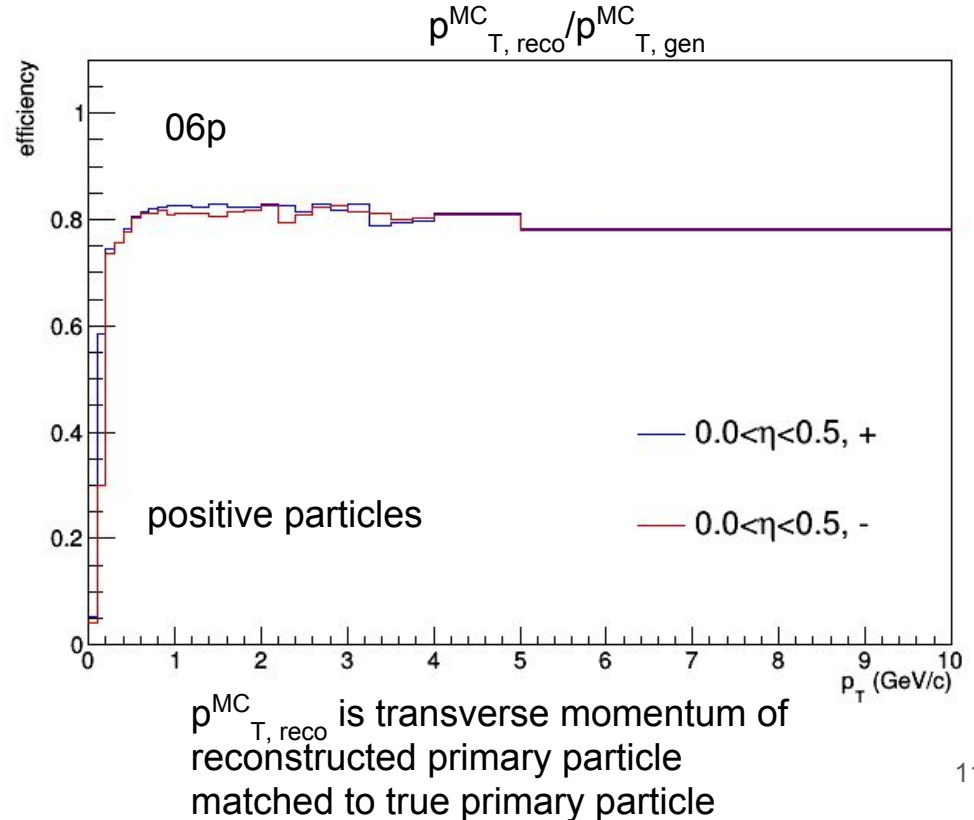 p^MC_T, reco/p^MC_T, gen
efficiency
1
0.8
0.6
0.4
0.2
0
06p
positive particles
0.0<η<0.5, +
0.0<η<0.5, -
0 1 2 3 4 5 6 7 8 9 10
p_T (GeV/c)
p^MC_T, reco is transverse momentum of
reconstructed primary particle
matched to true primary particle